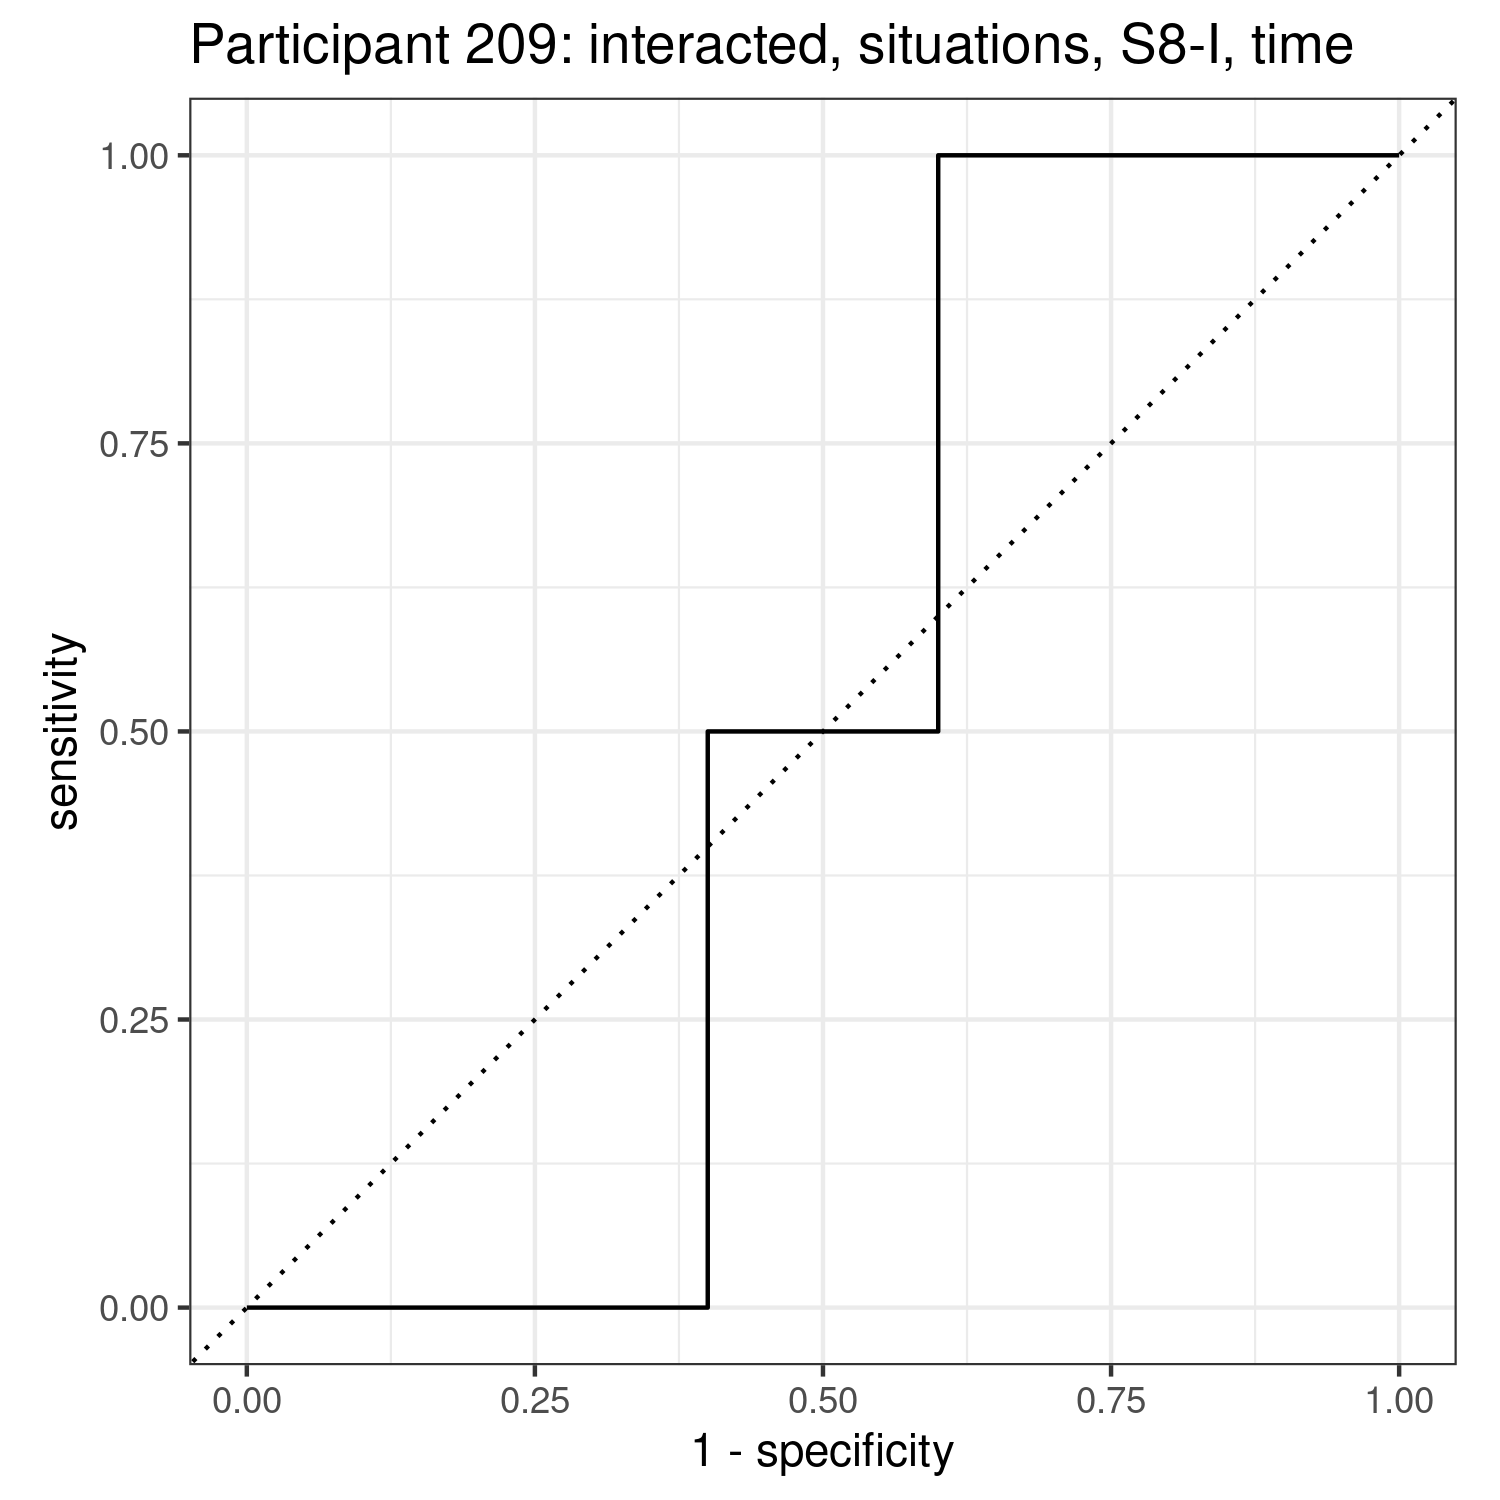 Participant 209: interacted, situations, S8-I, time
1.00
0.75
0.50
0.25
0.00
sensitivity
0.00 0.25 0.50 0.75 1.00
1 - specificity